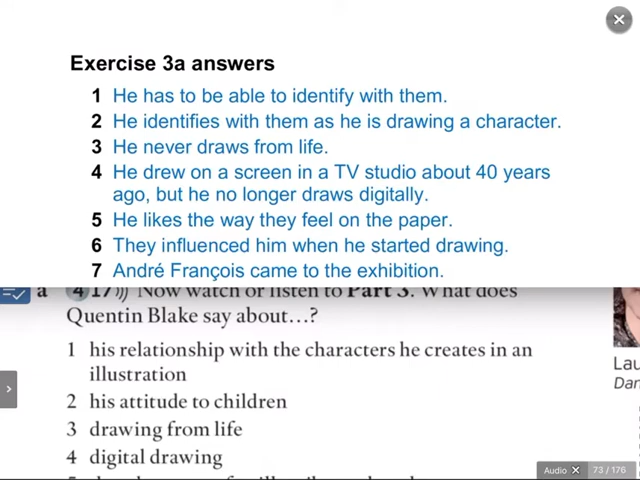 Exercise 3a answers
1 He has to be able to identify with them.
2 He identifies with them as he is drawing a character.
3 He never draws from life.
4 He drew on a screen in a TV studio about 40 years
ago, but he no longer draws digitally.
5 He likes the way they feel on the paper.
6 They influenced him when he started drawing.
7 André François came to the exhibition.
a 4 17 Now watch or listen to Part 3. What does
Quentin Blake say about…?
1 his relationship with the characters he creates in an
illustration
2 his attitude to children
3 drawing from life
4 digital drawing
Lau
Dan
Audio
73 / 176